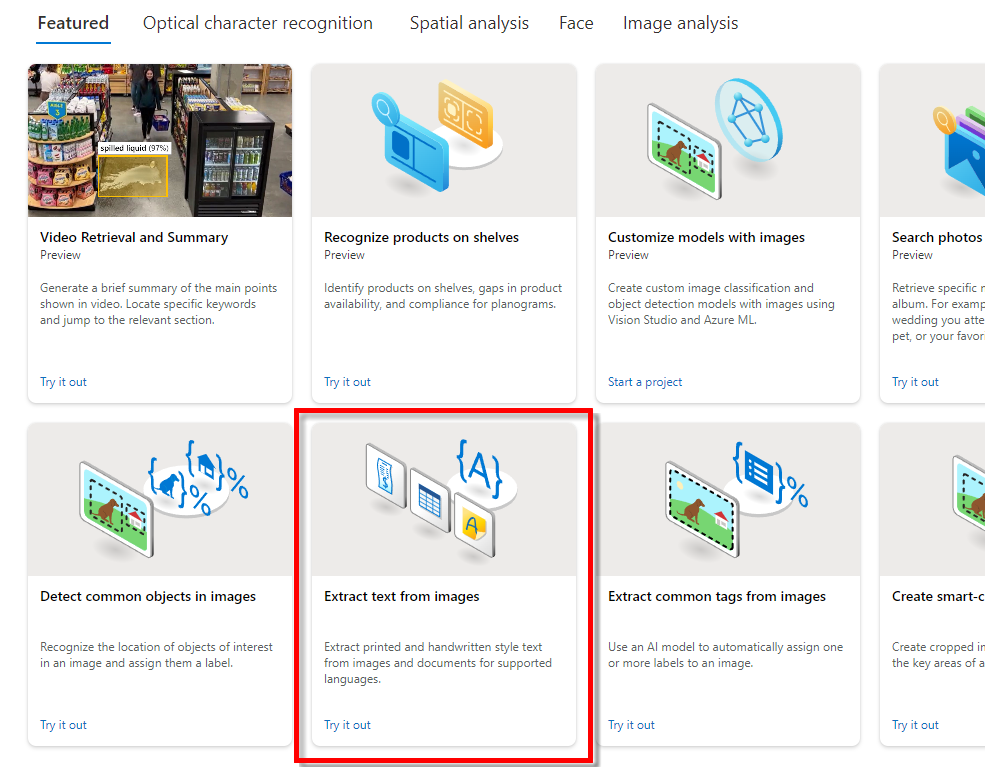 Featured
Optical character recognition
Spatial analysis
Face
Image analysis
AISLE
3
spilled liquid (97%)
Video Retrieval and Summary
Preview
Generate a brief summary of the main points
shown in video. Locate specific keywords
and jump to the relevant section.
Try it out
Recognize products on shelves
Preview
Identify products on shelves, gaps in product
availability, and compliance for planograms.
Try it out
Customize models with images
Preview
Create custom image classification and
object detection models with images using
Vision Studio and Azure ML.
Start a project
Search photos
Preview
Retrieve specific
album. For examp
wedding you atte
pet, or your favor
Try it out
Detect common objects in images
Recognize the location of objects of interest
in an image and assign them a label.
Try it out
{A}
A
Extract text from images
Extract printed and handwritten style text
from images and documents for supported
languages.
Try it out
Extract common tags from images
Use an AI model to automatically assign one
or more labels to an image.
Try it out
Create smart-c
Create cropped in
the key areas of a
Try it out